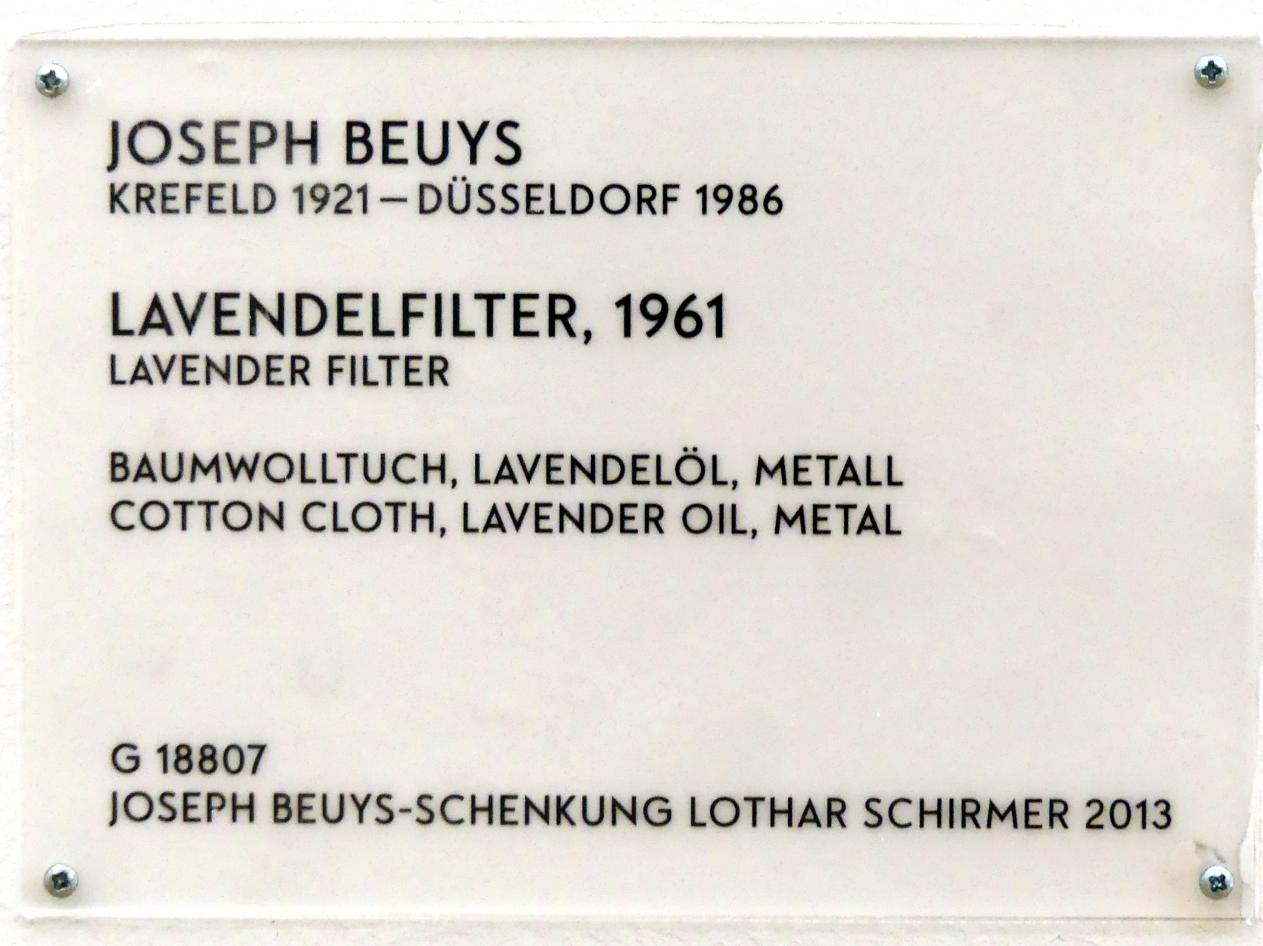 JOSEPH BEUYS
KREFELD 1921 – DÜSSELDORF 1986
LAVENDELFILTER, 1961
LAVENDER FILTER
BAUMWOLLTUCH, LAVENDELÖL, METALL
COTTON CLOTH, LAVENDER OIL, METAL
G 18807
JOSEPH BEUYS-SCHENKUNG LOTHAR SCHIRMER 2013